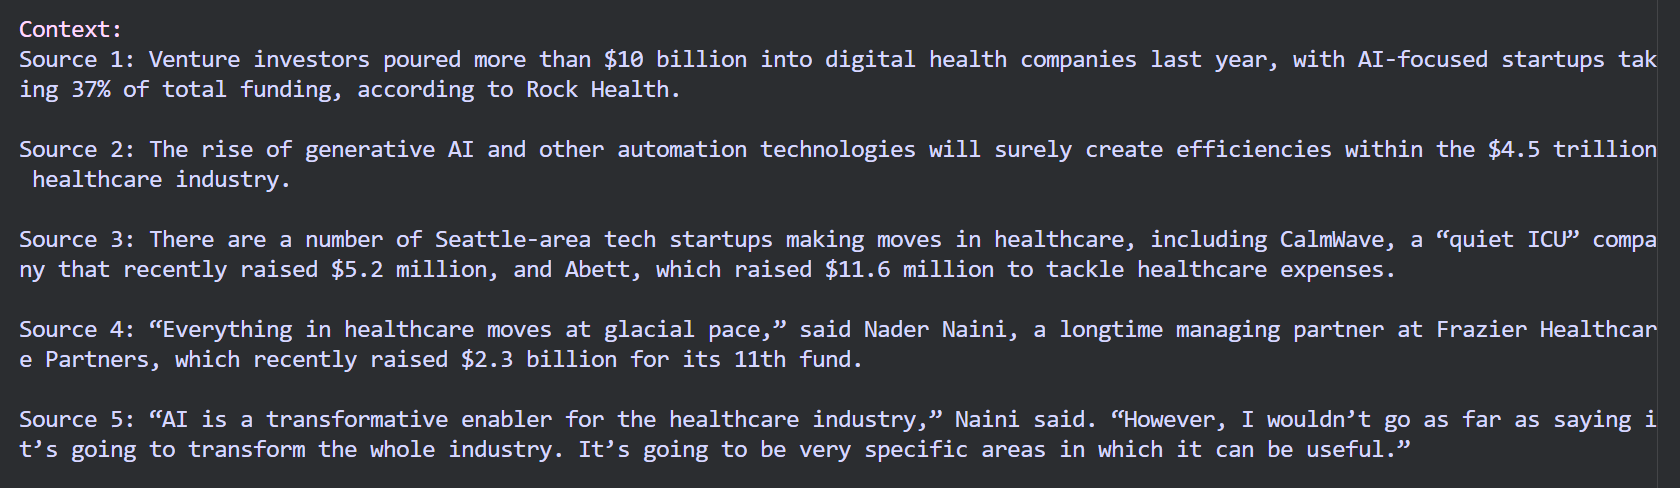 Context:
Source 1: Venture investors poured more than $10 billion into digital health companies last year, with AI-focused startups tak
ing 37% of total funding, according to Rock Health.
Source 2: The rise of generative AI and other automation technologies will surely create efficiencies within the $4.5 trillion
healthcare industry.
Source 3: There are a number of Seattle-area tech startups making moves in healthcare, including CalmWave, a “quiet ICU” compa
ny that recently raised $5.2 million, and Abett, which raised $11.6 million to tackle healthcare expenses.
Source 4: “Everything in healthcare moves at glacial pace,” said Nader Naini, a longtime managing partner at Frazier Healthcar
e Partners, which recently raised $2.3 billion for its 11th fund.
Source 5: “AI is a transformative enabler for the healthcare industry,” Naini said. “However, I wouldn’t go as far as saying i
t’s going to transform the whole industry. It’s going to be very specific areas in which it can be useful.”